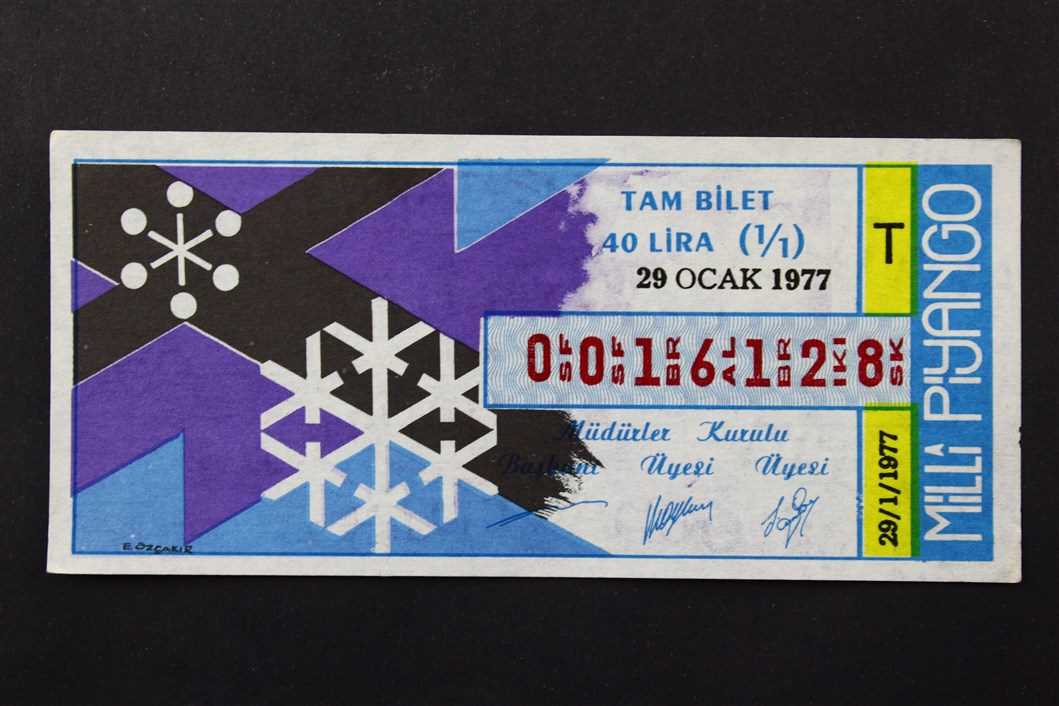 TAM BİLET
40 LİRA (1/1)
29 OCAK 1977
T
0 SF 0 SF 1 BR 6 AL 1 BR 2 İKİ 8 SK
Müdürler Kurulu
Başkanı Üyesi Üyesi
29/1/1977
MİLLÎ PİYANGO
E. ÖZÇAKIR